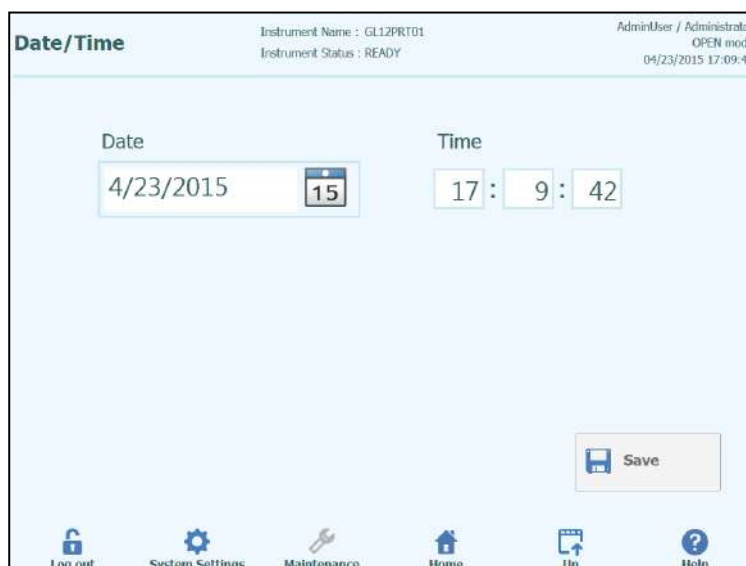 Date/Time
Instrument Name : GL12PRT01
Instrument Status : READY
AdminUser / Administrato
OPEN mod
04/23/2015 17:09:4
Date
Time
4/23/2015
15
17 : 9 : 42
Save
Log out
System Settings
Maintenance
Home
Up
Help